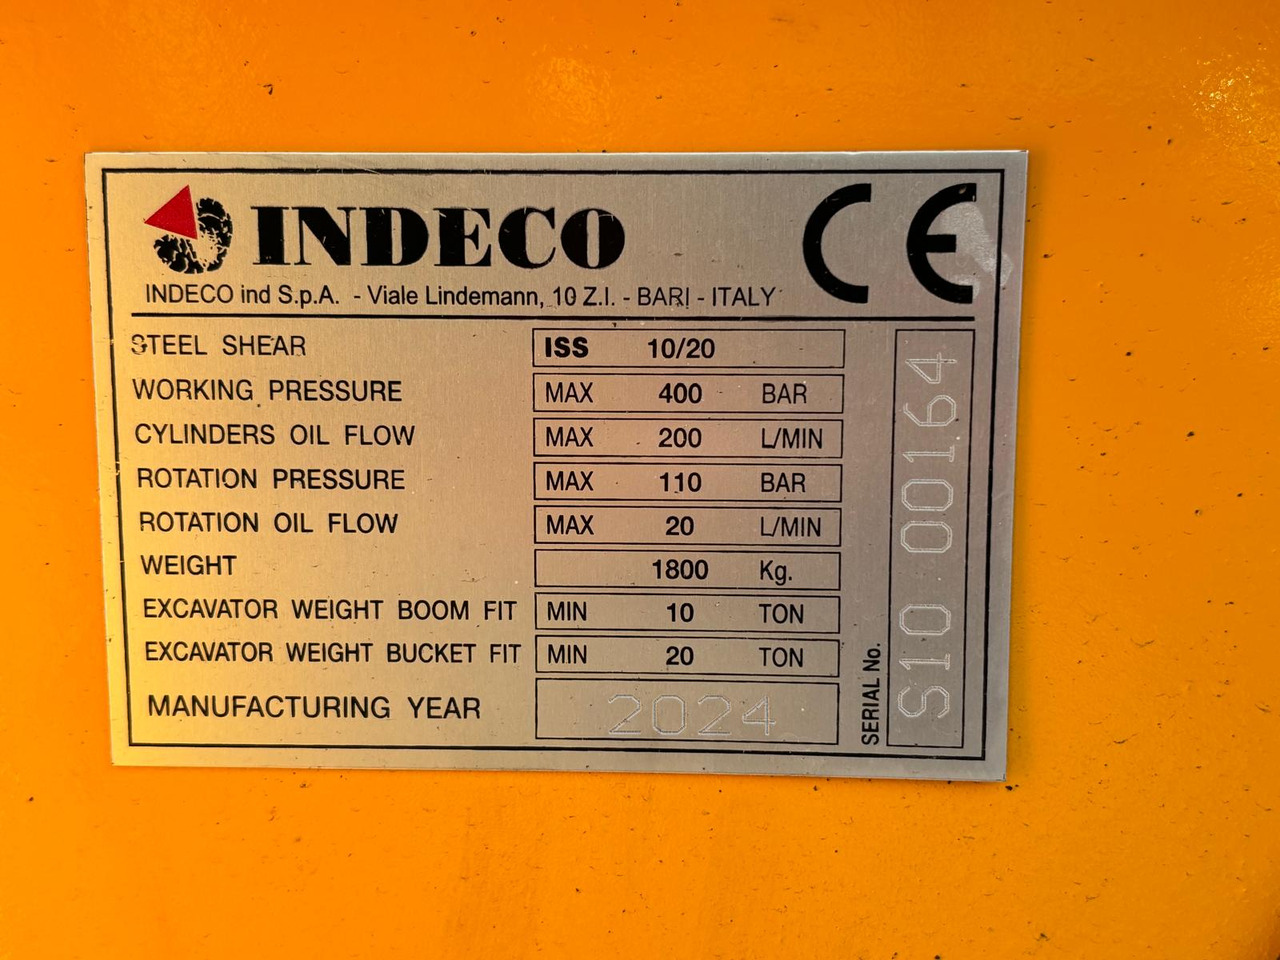 INDECO
CE
INDECO ind S.p.A. - Viale Lindemann, 10 Z.I. - BARI - ITALY
STEEL SHEAR ISS 10/20
WORKING PRESSURE MAX 400 BAR
CYLINDERS OIL FLOW MAX 200 L/MIN
ROTATION PRESSURE MAX 110 BAR
ROTATION OIL FLOW MAX 20 L/MIN
WEIGHT 1800 Kg.
EXCAVATOR WEIGHT BOOM FIT MIN 10 TON
EXCAVATOR WEIGHT BUCKET FIT MIN 20 TON
MANUFACTURING YEAR 2024
SERIAL No. S10 00164